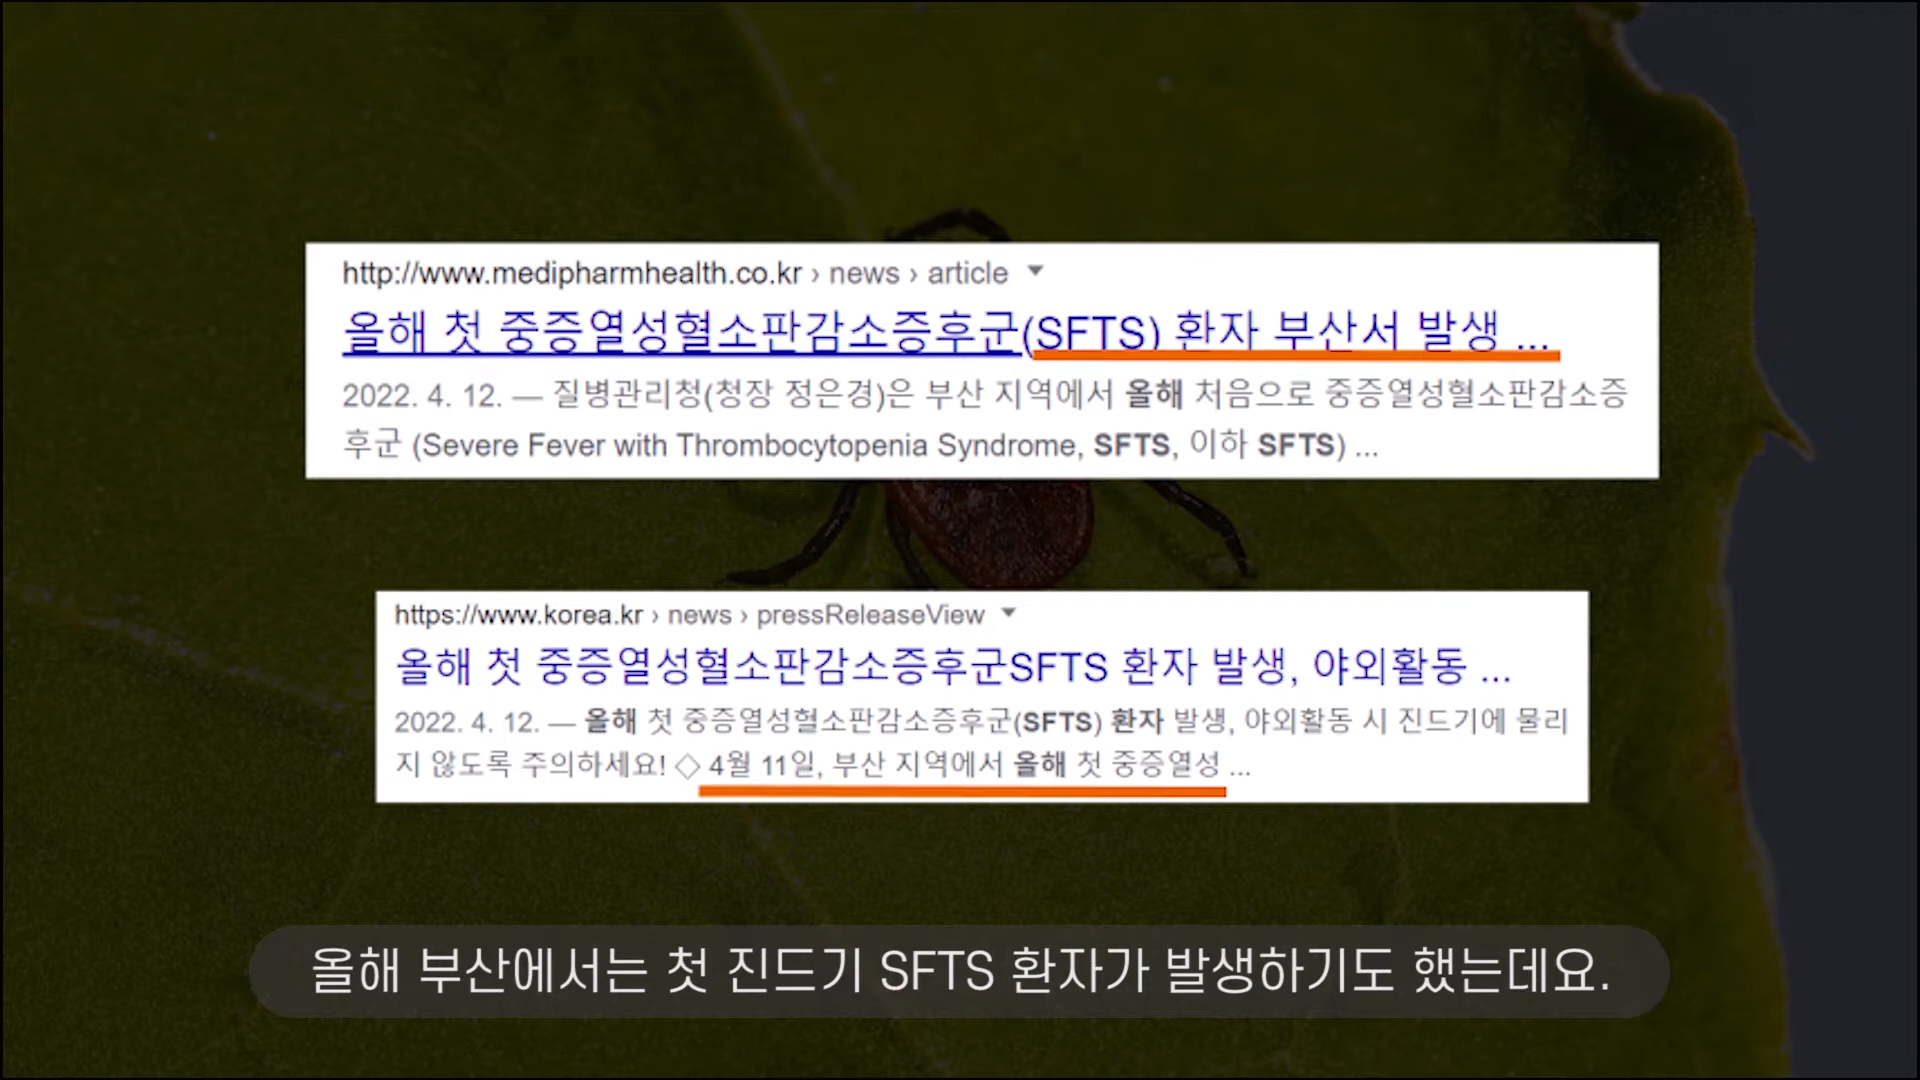 http://www.medipharmhealth.co.kr › news › article
올해 첫 중증열성혈소판감소증후군(SFTS) 환자 부산서 발생 ...
2022. 4. 12. — 질병관리청(청장 정은경)은 부산 지역에서 올해 처음으로 중증열성혈소판감소증
후군 (Severe Fever with Thrombocytopenia Syndrome, SFTS, 이하 SFTS) ...
https://www.korea.kr › news › pressReleaseView
올해 첫 중증열성혈소판감소증후군SFTS 환자 발생, 야외활동 ...
2022. 4. 12. — 올해 첫 중증열성혈소판감소증후군(SFTS) 환자 발생, 야외활동 시 진드기에 물리
지 않도록 주의하세요! ◇ 4월 11일, 부산 지역에서 올해 첫 중증열성 ...
올해 부산에서는 첫 진드기 SFTS 환자가 발생하기도 했는데요.